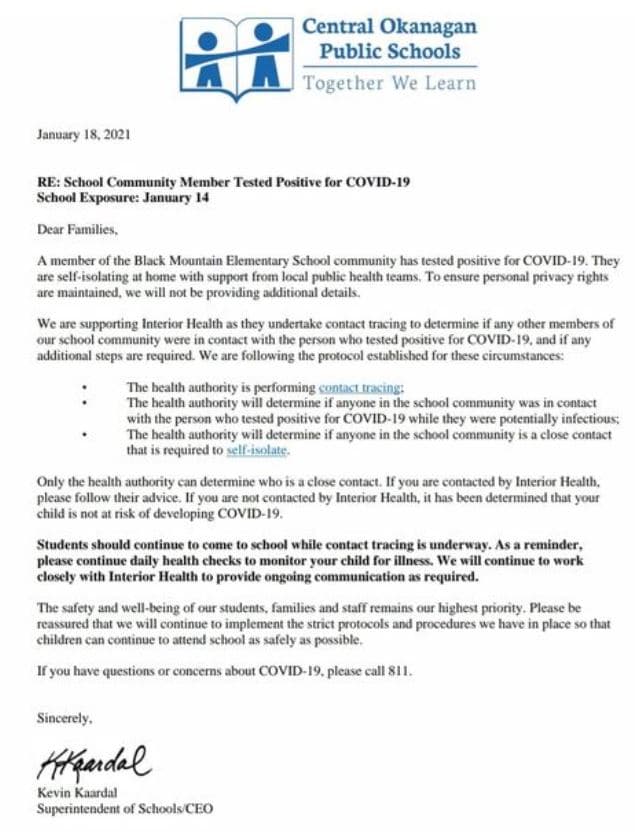 Central Okanagan
Public Schools
Together We Learn
January 18, 2021
RE: School Community Member Tested Positive for COVID-19
School Exposure: January 14
Dear Families,
A member of the Black Mountain Elementary School community has tested positive for COVID-19. They
are self-isolating at home with support from local public health teams. To ensure personal privacy rights
are maintained, we will not be providing additional details.
We are supporting Interior Health as they undertake contact tracing to determine if any other members of
our school community were in contact with the person who tested positive for COVID-19, and if any
additional steps are required. We are following the protocol established for these circumstances:
• The health authority is performing contact tracing;
• The health authority will determine if anyone in the school community was in contact
with the person who tested positive for COVID-19 while they were potentially infectious;
• The health authority will determine if anyone in the school community is a close contact
that is required to self-isolate.
Only the health authority can determine who is a close contact. If you are contacted by Interior Health,
please follow their advice. If you are not contacted by Interior Health, it has been determined that your
child is not at risk of developing COVID-19.
Students should continue to come to school while contact tracing is underway. As a reminder,
please continue daily health checks to monitor your child for illness. We will continue to work
closely with Interior Health to provide ongoing communication as required.
The safety and well-being of our students, families and staff remains our highest priority. Please be
reassured that we will continue to implement the strict protocols and procedures we have in place so that
children can continue to attend school as safely as possible.
If you have questions or concerns about COVID-19, please call 811.
Sincerely,
KKaardal
Kevin Kaardal
Superintendent of Schools/CEO